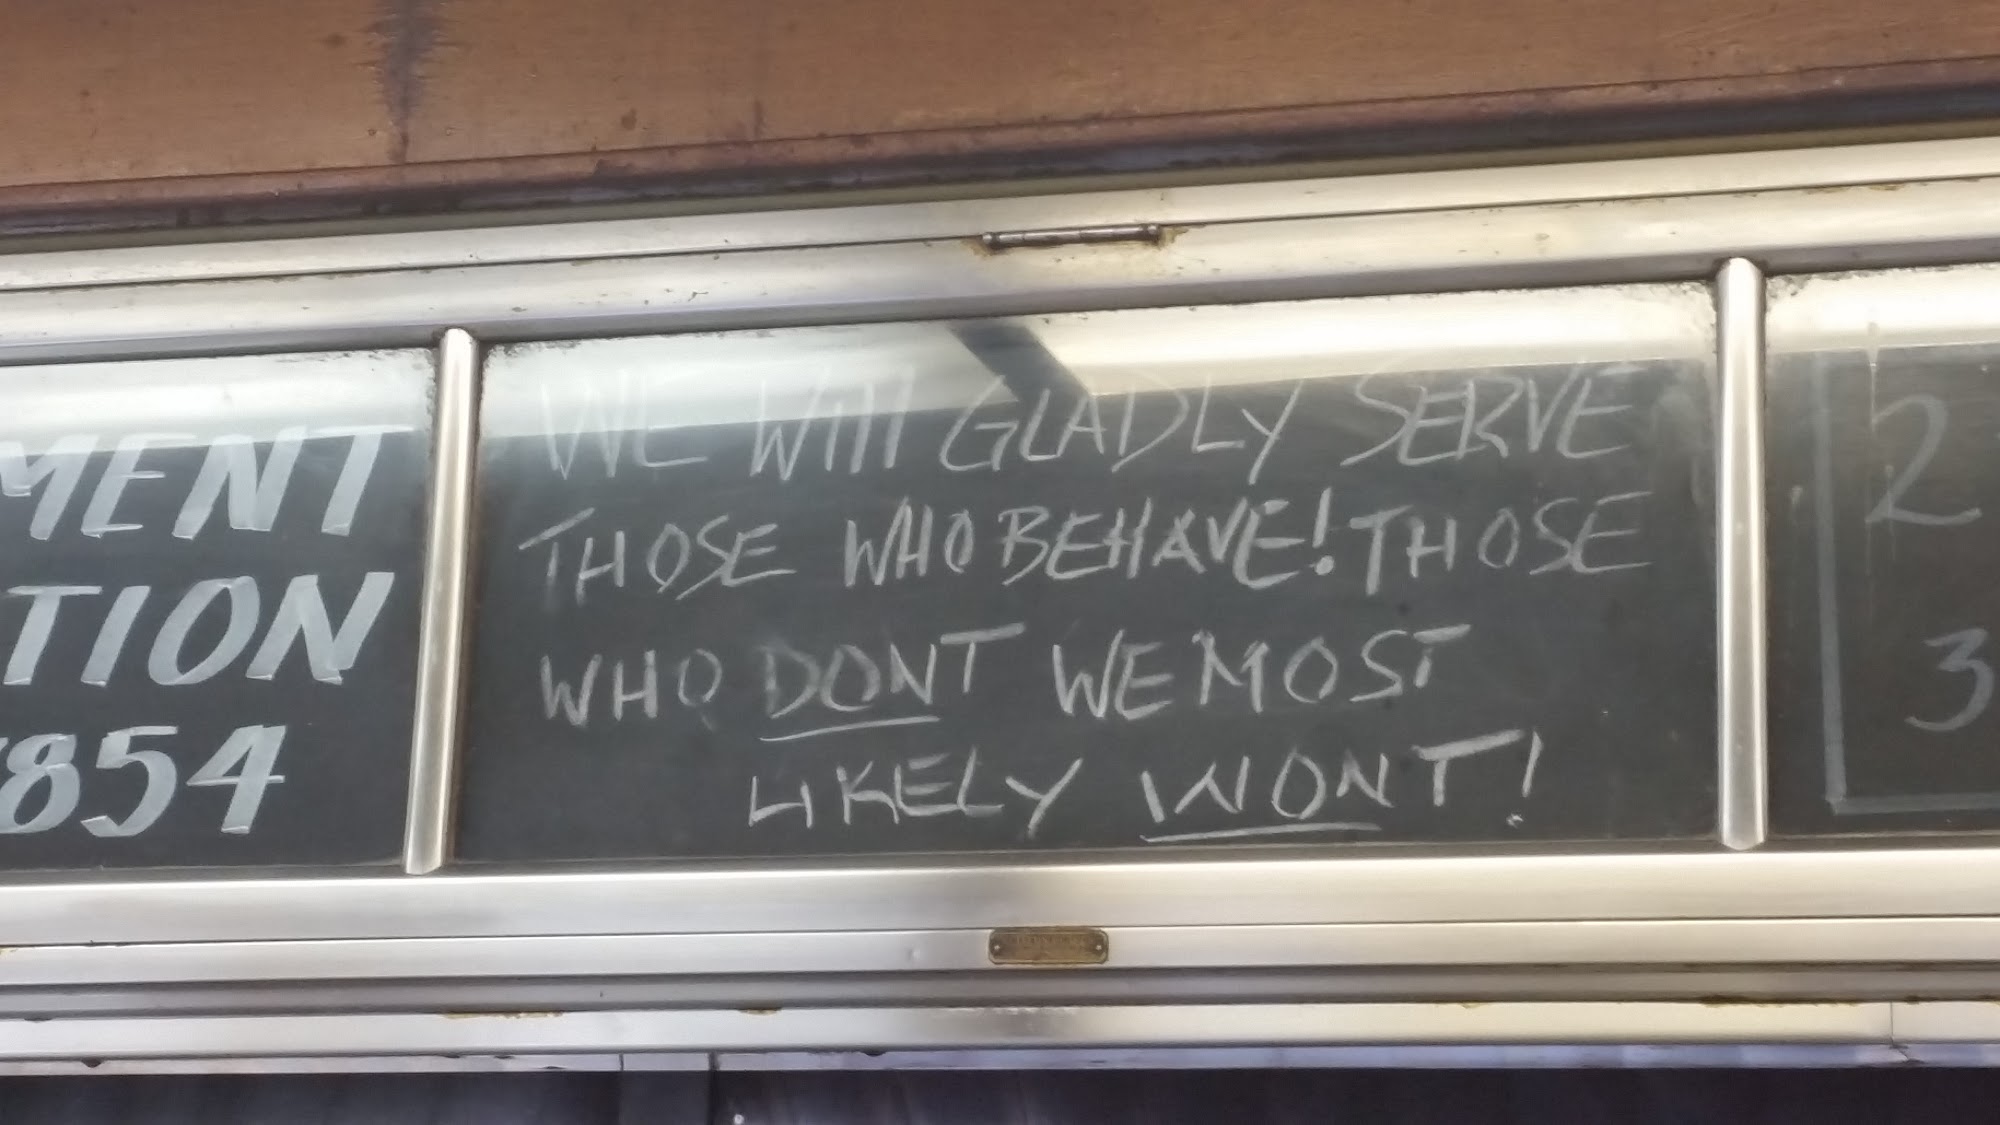 MENT
TION
854
WE WIll GLADLY SERVE
THOSE WHO BEHAVE! THOSE
WHO DONT WE MOST
LIKELY WONT!
2
3